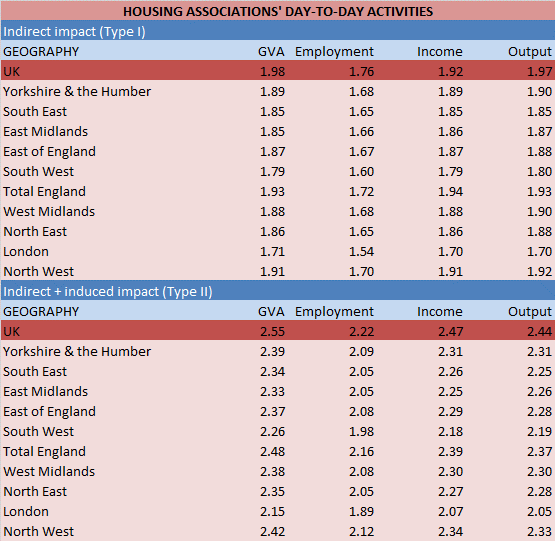 HOUSING ASSOCIATIONS' DAY-TO-DAY ACTIVITIES
Indirect impact (Type I)
GEOGRAPHY GVA Employment Income Output
UK 1.98 1.76 1.92 1.97
Yorkshire & the Humber 1.89 1.68 1.89 1.90
South East 1.85 1.65 1.85 1.85
East Midlands 1.85 1.66 1.86 1.87
East of England 1.87 1.67 1.87 1.88
South West 1.79 1.60 1.79 1.80
Total England 1.93 1.72 1.94 1.93
West Midlands 1.88 1.68 1.88 1.90
North East 1.86 1.65 1.86 1.88
London 1.71 1.54 1.70 1.70
North West 1.91 1.70 1.91 1.92
Indirect + induced impact (Type II)
GEOGRAPHY GVA Employment Income Output
UK 2.55 2.22 2.47 2.44
Yorkshire & the Humber 2.39 2.09 2.31 2.31
South East 2.34 2.05 2.26 2.25
East Midlands 2.33 2.05 2.25 2.26
East of England 2.37 2.08 2.29 2.28
South West 2.26 1.98 2.18 2.19
Total England 2.48 2.16 2.39 2.37
West Midlands 2.38 2.08 2.30 2.30
North East 2.35 2.05 2.27 2.28
London 2.15 1.89 2.07 2.05
North West 2.42 2.12 2.34 2.33